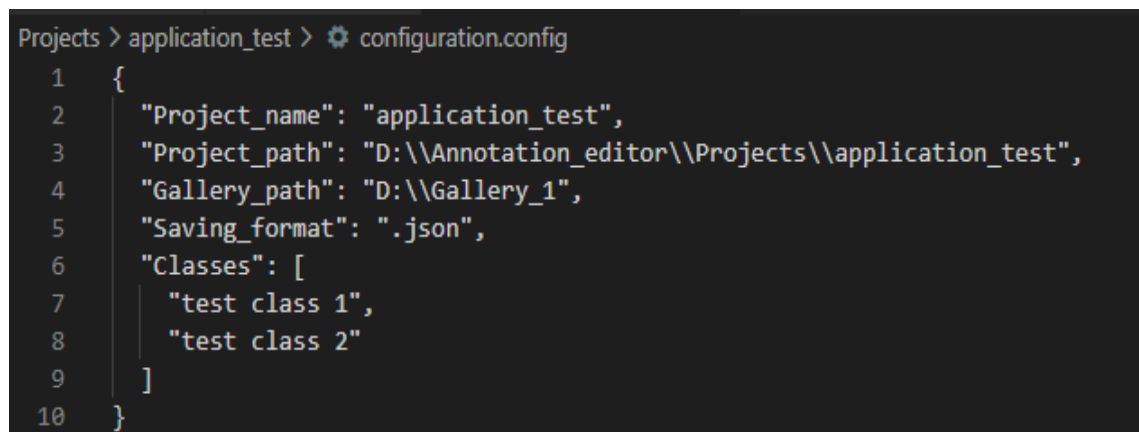 Projects > application_test > configuration.config
1 {
2 "Project_name": "application_test",
3 "Project_path": "D:\\Annotation_editor\\Projects\\application_test",
4 "Gallery_path": "D:\\Gallery_1",
5 "Saving_format": ".json",
6 "Classes": [
7 "test class 1",
8 "test class 2"
9 ]
10 }